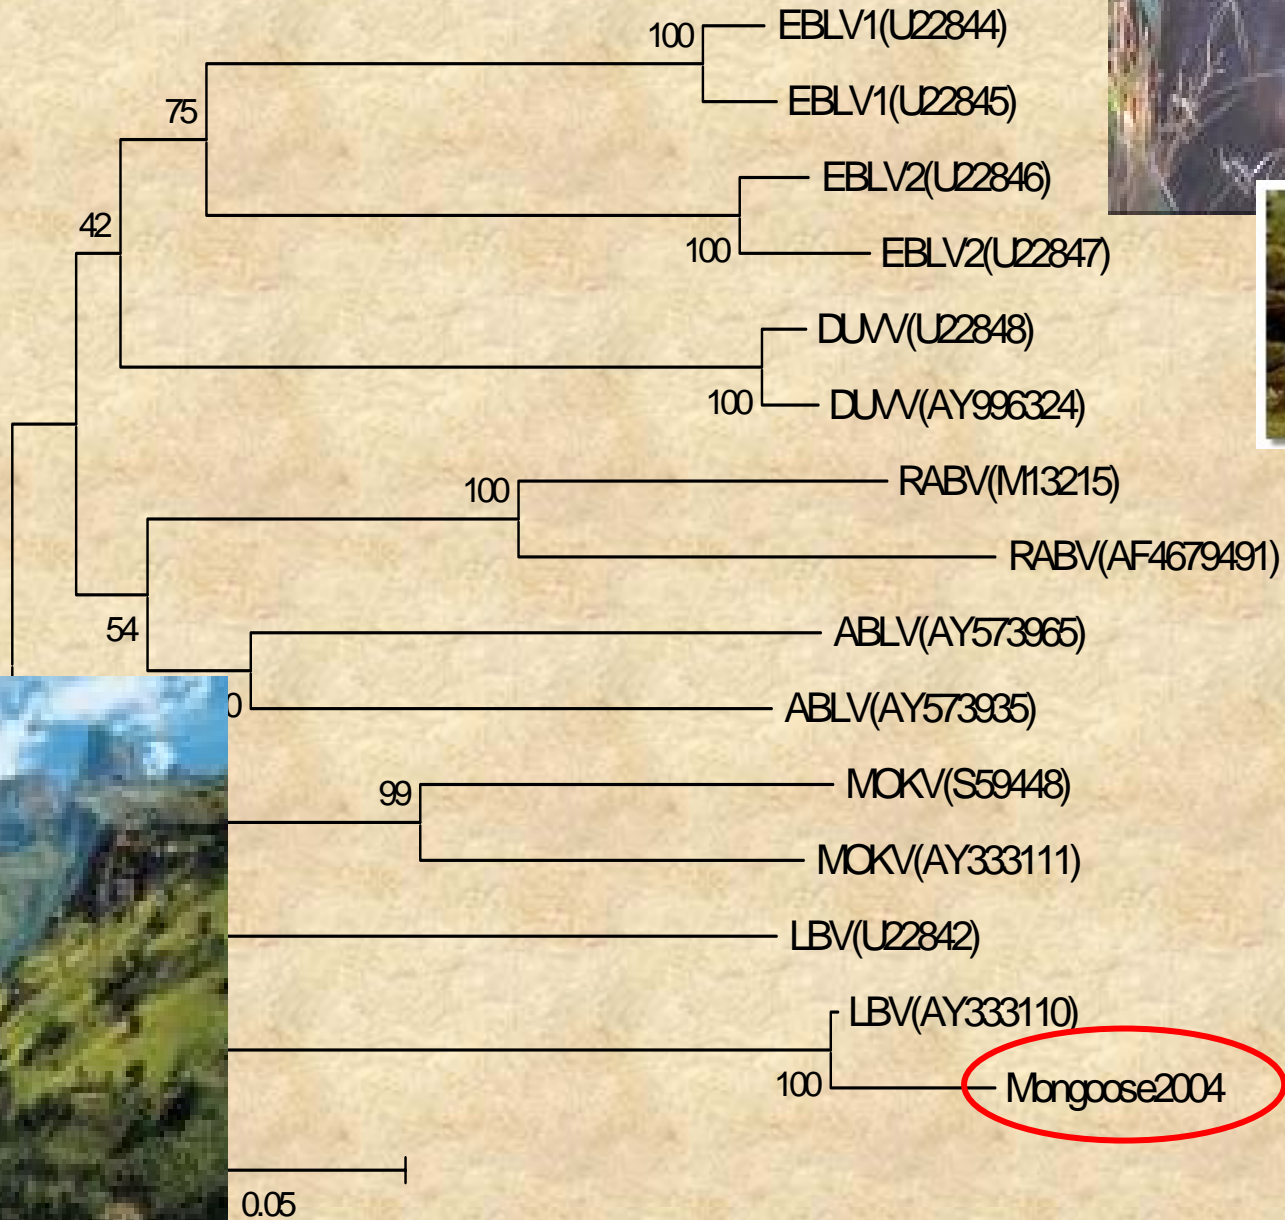 100
EBLV1(U22844)
EBLV1(U22845)
75
EBLV2(U22846)
42
100
EBLV2(U22847)
DUVV(U22848)
100
DUVV(AY996324)
100
RABV(M13215)
RABV(AF4679491)
54
ABLV(AY573965)
0
ABLV(AY573935)
99
MOKV(S59448)
MOKV(AY333111)
LBV(U22842)
LBV(AY333110)
100
Mongoose2004
0.05